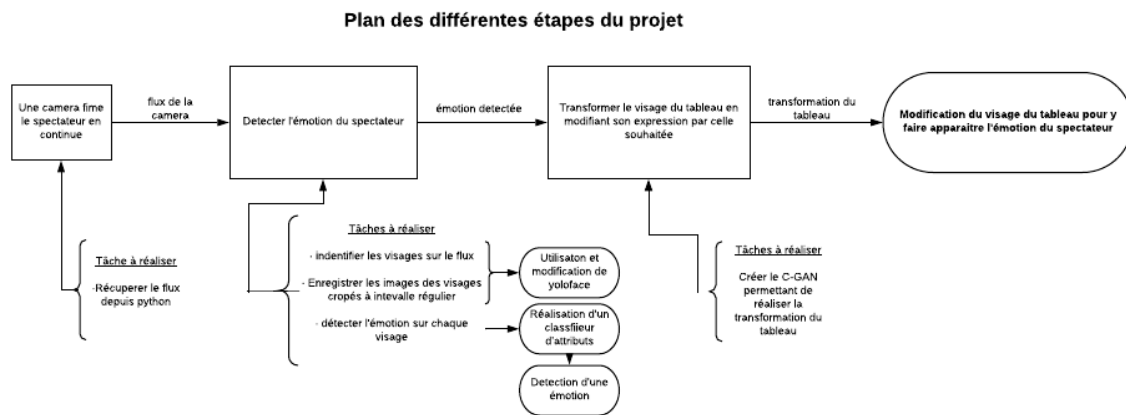 Plan des différentes étapes du projet
Une camera fime
le spectateur en
continue
flux de la
camera
Detecter l'émotion du spectateur
émotion detectée
Transformer le visage du tableau en
modifiant son expression par celle
souhaitée
transformation du
tableau
Modification du visage du tableau pour y
faire apparaitre l'émotion du spectateur
Tâche à réaliser
-Récuperer le flux
depuis python
Tâches à réaliser
- indentifier les visages sur le flux
- Enregistrer les images des visages
cropés à intevalle régulier
- détecter l'émotion sur chaque
visage
Utilisaton et
modification de
yoloface
Réalisation d'un
classfiieur
d'attributs
Detection d'une
émotion
Tâches à réaliser
Créer le C-GAN
permettant de
réaliser la
transformation du
tableau